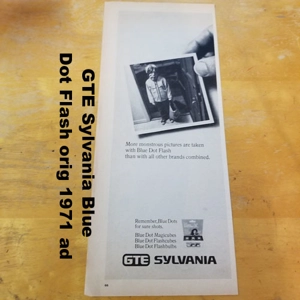 GTE Sylvania Blue
Dot Flash orig 1971 ad
More monstrous pictures are taken
with Blue Dot Flash
than with all other brands combined.
Remember, Blue Dots
for sure shots.
Blue Dot Magicubes
Blue Dot Flashcubes
Blue Dot Flashbulbs
GTE SYLVANIA